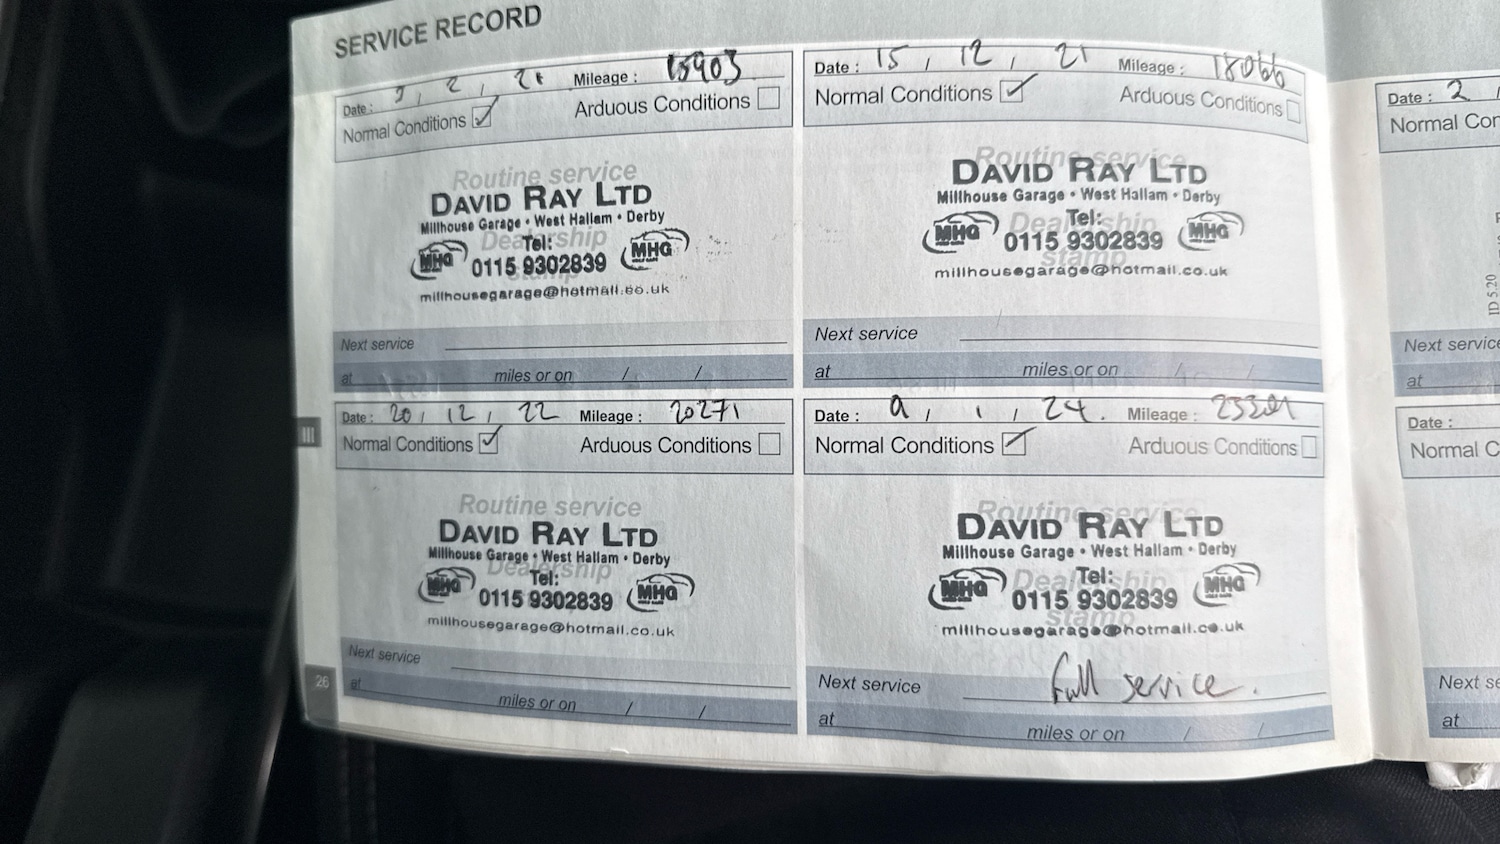 SERVICE RECORD
Date : 9, 2, 21 Mileage : 15903
Normal Conditions Arduous Conditions
Routine service
DAVID RAY LTD
Millhouse Garage • West Hallam • Derby
Dealership
Tel:
MHG 0115 9302839 MHG
stamp
millhousegarage@hotmail.co.uk
Next service
at miles or on / /
Date : 15, 12, 21 Mileage : 18066
Normal Conditions Arduous Conditions
Routine service
DAVID RAY LTD
Millhouse Garage • West Hallam • Derby
Dealership
Tel:
MHG 0115 9302839 MHG
stamp
millhousegarage@hotmail.co.uk
Next service
at miles or on / /
Date : 20, 12, 22 Mileage : 20271
Normal Conditions Arduous Conditions
Routine service
DAVID RAY LTD
Millhouse Garage • West Hallam • Derby
Dealership
Tel:
MHG 0115 9302839 MHG
millhousegarage@hotmail.co.uk
Next service
at miles or on / /
Date : 9, 1, 24. Mileage :
Normal Conditions Arduous Conditions
Routine service
DAVID RAY LTD
Millhouse Garage • West Hallam • Derby
Dealership
Tel:
MHG 0115 9302839 MHG
stamp
millhousegarage@hotmail.co.uk
Next service full service.
at miles or on / /
26
Date : 2 /
Normal Con
ID 5.20
Next service
at
Date :
Normal C
Next se
at